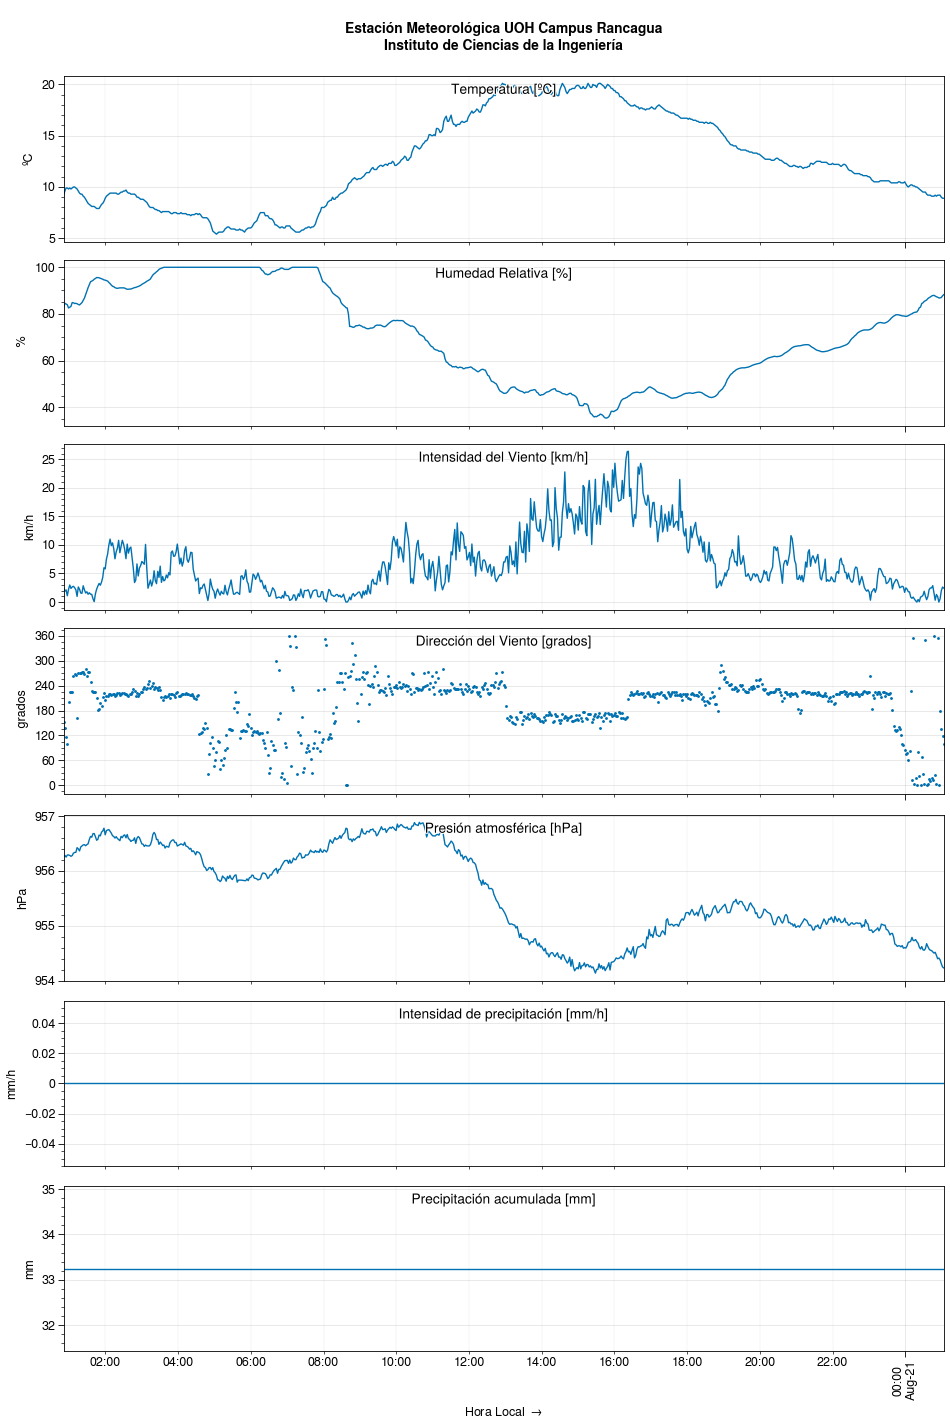 Estación Meteorológica UOH Campus Rancagua
Instituto de Ciencias de la Ingeniería
Temperatura [ºC]
20
15
10
5
ºC
Humedad Relativa [%]
100
80
60
40
%
Intensidad del Viento [km/h]
25
20
15
10
5
0
km/h
Dirección del Viento [grados]
360
300
240
180
120
60
0
grados
Presión atmosférica [hPa]
957
956
955
954
hPa
Intensidad de precipitación [mm/h]
0.04
0.02
0
−0.02
−0.04
mm/h
Precipitación acumulada [mm]
35
34
33
32
mm
02:00 04:00 06:00 08:00 10:00 12:00 14:00 16:00 18:00 20:00 22:00 00:00
Aug-21
Hora Local →